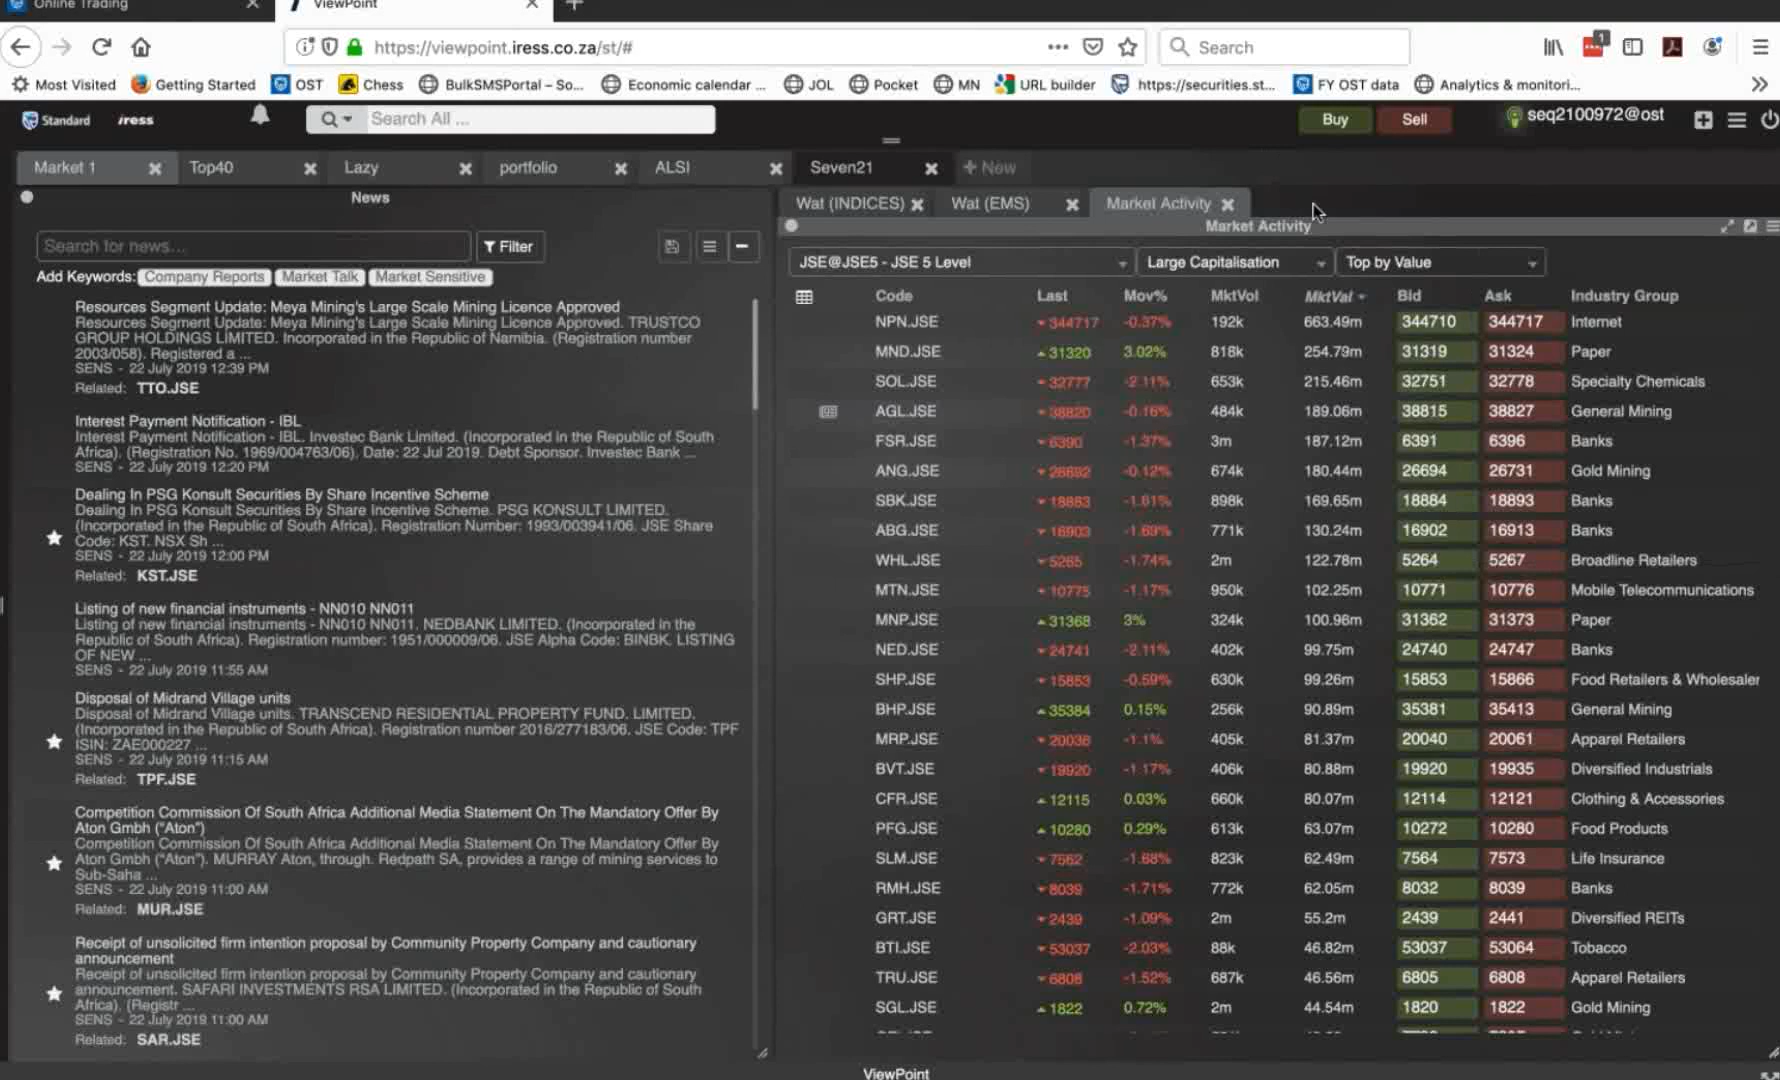 Online Trading
ViewPoint
https://viewpoint.iress.co.za/st/#
Search
1
Most Visited Getting Started OST Chess BulkSMSPortal – So... Economic calendar ... JOL Pocket MN URL builder https://securities.st... FY OST data Analytics & monitori...
Standard iress Search All ... Buy Sell seq2100972@ost
Market 1 Top40 Lazy portfolio ALSI Seven21 + New
News
Search for news... Filter
Add Keywords: Company Reports Market Talk Market Sensitive
Resources Segment Update: Meya Mining's Large Scale Mining Licence Approved
Resources Segment Update: Meya Mining's Large Scale Mining Licence Approved. TRUSTCO
GROUP HOLDINGS LIMITED. Incorporated in the Republic of Namibia. (Registration number
2003/058). Registered a ...
SENS - 22 July 2019 12:39 PM
Related: TTO.JSE
Interest Payment Notification - IBL
Interest Payment Notification - IBL. Investec Bank Limited. (Incorporated in the Republic of South
Africa). (Registration No. 1969/004763/06). Date: 22 Jul 2019. Debt Sponsor. Investec Bank ...
SENS - 22 July 2019 12:20 PM
Dealing In PSG Konsult Securities By Share Incentive Scheme
Dealing In PSG Konsult Securities By Share Incentive Scheme. PSG KONSULT LIMITED.
(Incorporated in the Republic of South Africa). Registration Number: 1993/003941/06. JSE Share
Code: KST. NSX Sh ...
SENS - 22 July 2019 12:00 PM
Related: KST.JSE
Listing of new financial instruments - NN010 NN011
Listing of new financial instruments - NN010 NN011. NEDBANK LIMITED. (Incorporated in the
Republic of South Africa). Registration number: 1951/000009/06. JSE Alpha Code: BINBK. LISTING
OF NEW ...
SENS - 22 July 2019 11:55 AM
Disposal of Midrand Village units
Disposal of Midrand Village units. TRANSCEND RESIDENTIAL PROPERTY FUND. LIMITED.
(Incorporated in the Republic of South Africa). Registration number 2016/277183/06. JSE Code: TPF
ISIN: ZAE000227 ...
SENS - 22 July 2019 11:15 AM
Related: TPF.JSE
Competition Commission Of South Africa Additional Media Statement On The Mandatory Offer By
Aton Gmbh ("Aton")
Competition Commission Of South Africa Additional Media Statement On The Mandatory Offer By
Aton Gmbh ("Aton"). MURRAY Aton, through. Redpath SA, provides a range of mining services to
Sub-Saha ...
SENS - 22 July 2019 11:00 AM
Related: MUR.JSE
Receipt of unsolicited firm intention proposal by Community Property Company and cautionary
announcement
Receipt of unsolicited firm intention proposal by Community Property Company and cautionary
announcement. SAFARI INVESTMENTS RSA LIMITED. (Incorporated in the Republic of South
Africa). (Registr ...
SENS - 22 July 2019 11:00 AM
Related: SAR.JSE
Wat (INDICES) Wat (EMS) Market Activity
Market Activity
JSE@JSE5 - JSE 5 Level Large Capitalisation Top by Value
Code Last Mov% MktVol MktVal Bid Ask Industry Group
NPN.JSE 344717 -0.37% 192k 663.49m 344710 344717 Internet
MND.JSE 31320 3.02% 818k 254.79m 31319 31324 Paper
SOL.JSE 32777 -2.11% 653k 215.46m 32751 32778 Specialty Chemicals
AGL.JSE 38820 -0.16% 484k 189.06m 38815 38827 General Mining
FSR.JSE 6390 -1.37% 3m 187.12m 6391 6396 Banks
ANG.JSE 26692 -0.12% 674k 180.44m 26694 26731 Gold Mining
SBK.JSE 18883 -1.61% 898k 169.65m 18884 18893 Banks
ABG.JSE 16903 -1.69% 771k 130.24m 16902 16913 Banks
WHL.JSE 5265 -1.74% 2m 122.78m 5264 5267 Broadline Retailers
MTN.JSE 10775 -1.17% 950k 102.25m 10771 10776 Mobile Telecommunications
MNP.JSE 31368 3% 324k 100.96m 31362 31373 Paper
NED.JSE 24741 -2.11% 402k 99.75m 24740 24747 Banks
SHP.JSE 15853 -0.59% 630k 99.26m 15853 15866 Food Retailers & Wholesaler
BHP.JSE 35384 0.15% 256k 90.89m 35381 35413 General Mining
MRP.JSE 20036 -1.1% 405k 81.37m 20040 20061 Apparel Retailers
BVT.JSE 19920 -1.17% 406k 80.88m 19920 19935 Diversified Industrials
CFR.JSE 12115 0.03% 660k 80.07m 12114 12121 Clothing & Accessories
PFG.JSE 10280 0.29% 613k 63.07m 10272 10280 Food Products
SLM.JSE 7562 -1.68% 823k 62.49m 7564 7573 Life Insurance
RMH.JSE 8039 -1.71% 772k 62.05m 8032 8039 Banks
GRT.JSE 2439 -1.09% 2m 55.2m 2439 2441 Diversified REITs
BTI.JSE 53037 -2.03% 88k 46.82m 53037 53064 Tobacco
TRU.JSE 6808 -1.52% 687k 46.56m 6805 6808 Apparel Retailers
SGL.JSE 1822 0.72% 2m 44.54m 1820 1822 Gold Mining
ViewPoint